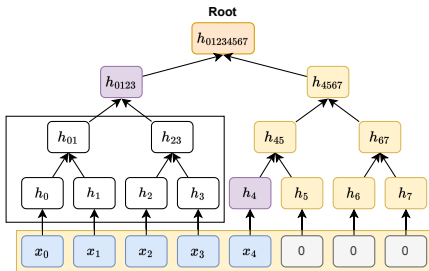 Root
h₀₁₂₃₄₅₆₇
h₀₁₂₃ h₄₅₆₇
h₀₁ h₂₃ h₄₅ h₆₇
h₀ h₁ h₂ h₃ h₄ h₅ h₆ h₇
x₀ x₁ x₂ x₃ x₄ 0 0 0